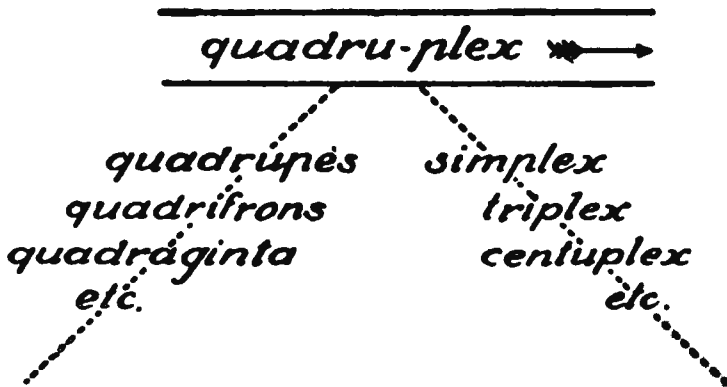 quadru-plex
quadrupes simplex
quadrifrons triplex
quadraginta centuplex
etc. etc.